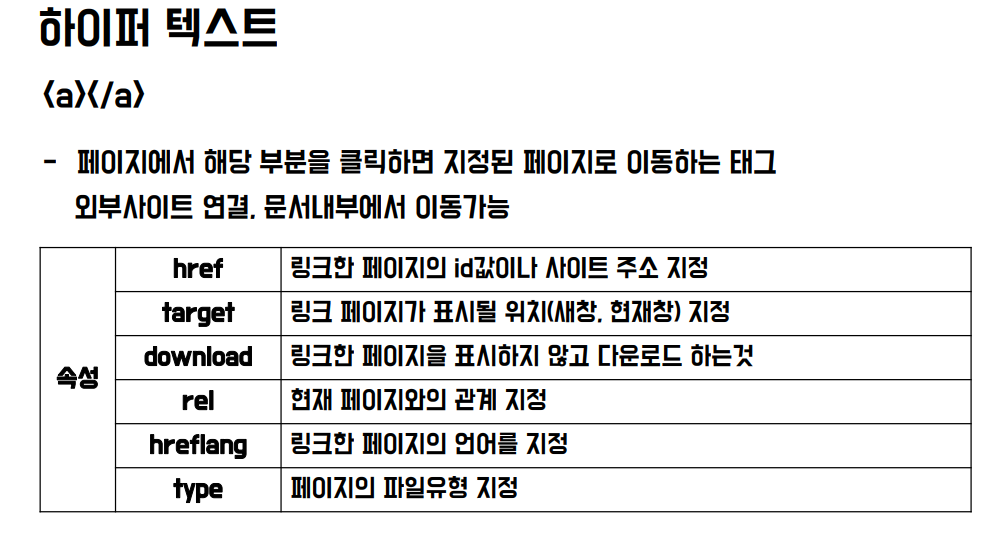 하이퍼 텍스트
<a></a>
- 페이지에서 해당 부분을 클릭하면 지정된 페이지로 이동하는 태그
외부사이트 연결, 문서내부에서 이동가능
속성
href 링크한 페이지의 id값이나 사이트 주소 지정
target 링크 페이지가 표시될 위치(새창, 현재창) 지정
download 링크한 페이지을 표시하지 않고 다운로드 하는것
rel 현재 페이지와의 관계 지정
hreflang 링크한 페이지의 언어를 지정
type 페이지의 파일유형 지정